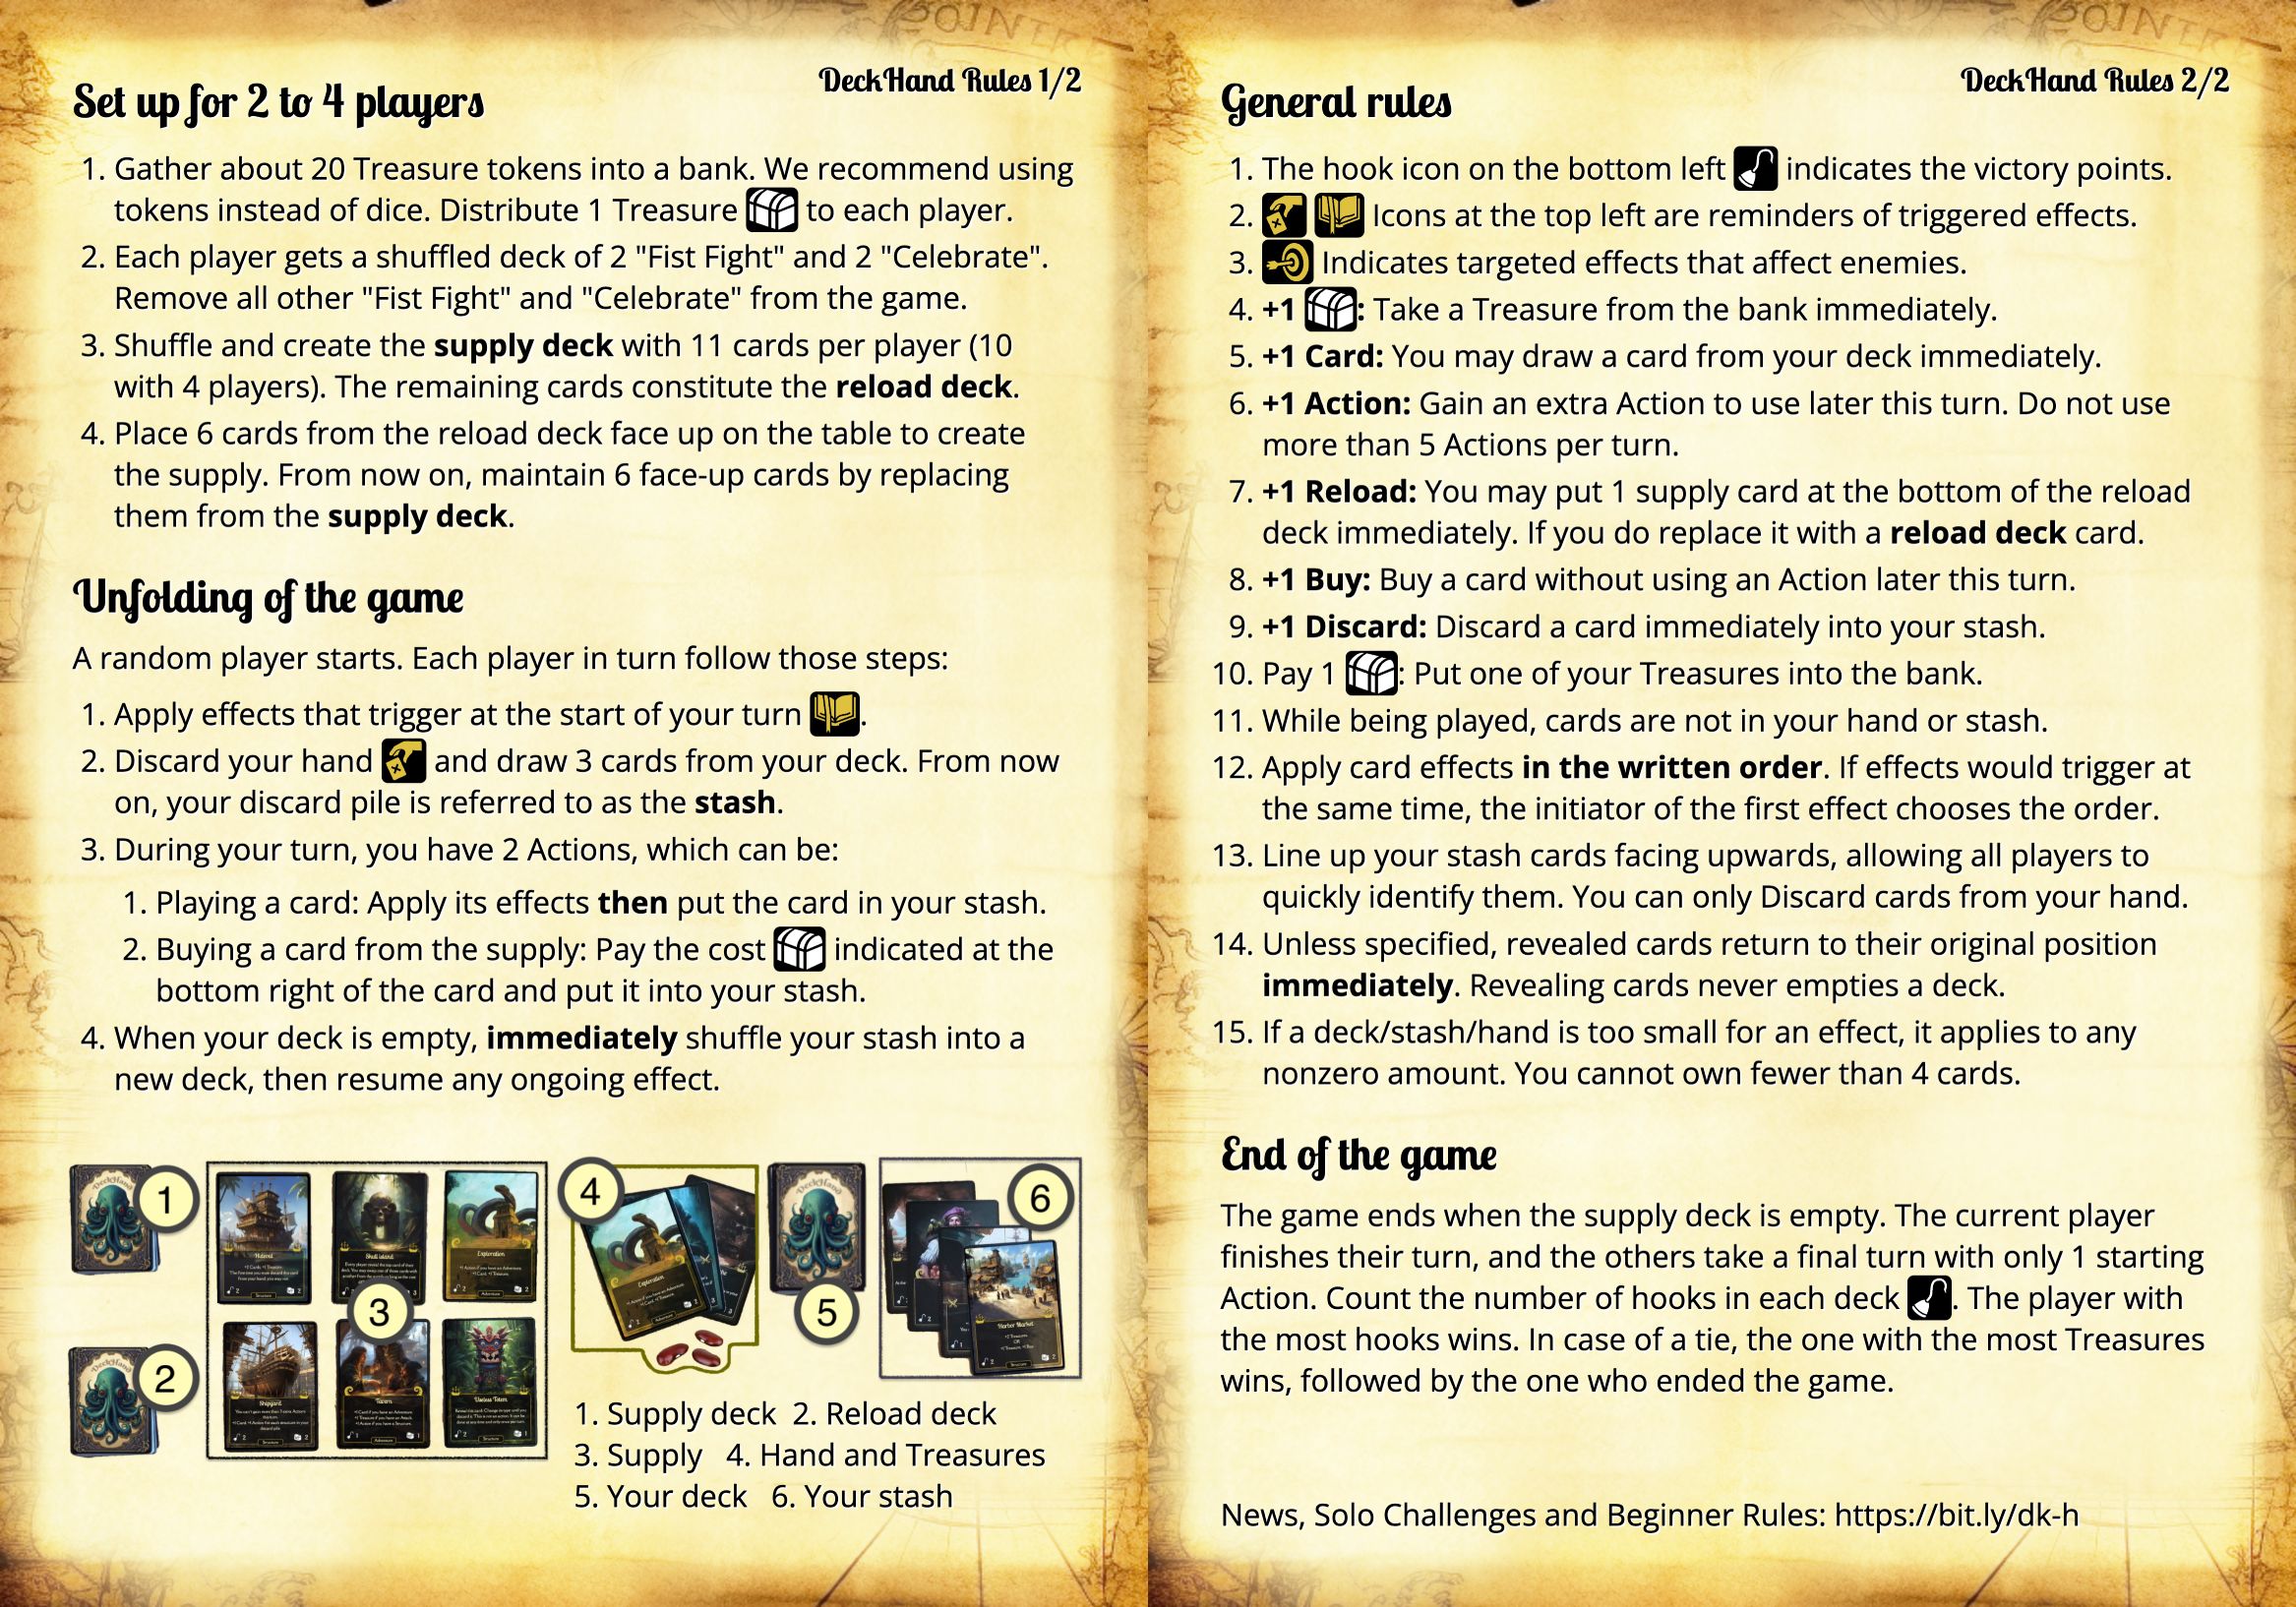 DeckHand Rules 1/2
Set up for 2 to 4 players
1. Gather about 20 Treasure tokens into a bank. We recommend using
tokens instead of dice. Distribute 1 Treasure to each player.
2. Each player gets a shuffled deck of 2 "Fist Fight" and 2 "Celebrate".
Remove all other "Fist Fight" and "Celebrate" from the game.
3. Shuffle and create the supply deck with 11 cards per player (10
with 4 players). The remaining cards constitute the reload deck.
4. Place 6 cards from the reload deck face up on the table to create
the supply. From now on, maintain 6 face-up cards by replacing
them from the supply deck.
Unfolding of the game
A random player starts. Each player in turn follow those steps:
1. Apply effects that trigger at the start of your turn .
2. Discard your hand and draw 3 cards from your deck. From now
on, your discard pile is referred to as the stash.
3. During your turn, you have 2 Actions, which can be:
1. Playing a card: Apply its effects then put the card in your stash.
2. Buying a card from the supply: Pay the cost indicated at the
bottom right of the card and put it into your stash.
4. When your deck is empty, immediately shuffle your stash into a
new deck, then resume any ongoing effect.
1
2
3
4
5
6
DeckHand
DeckHand
DeckHand
Skull island
Exploration
Shipyard
Tavern
Useless Totem
Exploration
Harbor Market
1. Supply deck 2. Reload deck
3. Supply 4. Hand and Treasures
5. Your deck 6. Your stash
DeckHand Rules 2/2
General rules
1. The hook icon on the bottom left indicates the victory points.
2. Icons at the top left are reminders of triggered effects.
3. Indicates targeted effects that affect enemies.
4. +1 : Take a Treasure from the bank immediately.
5. +1 Card: You may draw a card from your deck immediately.
6. +1 Action: Gain an extra Action to use later this turn. Do not use
more than 5 Actions per turn.
7. +1 Reload: You may put 1 supply card at the bottom of the reload
deck immediately. If you do replace it with a reload deck card.
8. +1 Buy: Buy a card without using an Action later this turn.
9. +1 Discard: Discard a card immediately into your stash.
10. Pay 1 : Put one of your Treasures into the bank.
11. While being played, cards are not in your hand or stash.
12. Apply card effects in the written order. If effects would trigger at
the same time, the initiator of the first effect chooses the order.
13. Line up your stash cards facing upwards, allowing all players to
quickly identify them. You can only Discard cards from your hand.
14. Unless specified, revealed cards return to their original position
immediately. Revealing cards never empties a deck.
15. If a deck/stash/hand is too small for an effect, it applies to any
nonzero amount. You cannot own fewer than 4 cards.
End of the game
The game ends when the supply deck is empty. The current player
finishes their turn, and the others take a final turn with only 1 starting
Action. Count the number of hooks in each deck . The player with
the most hooks wins. In case of a tie, the one with the most Treasures
wins, followed by the one who ended the game.
News, Solo Challenges and Beginner Rules: https://bit.ly/dk-h